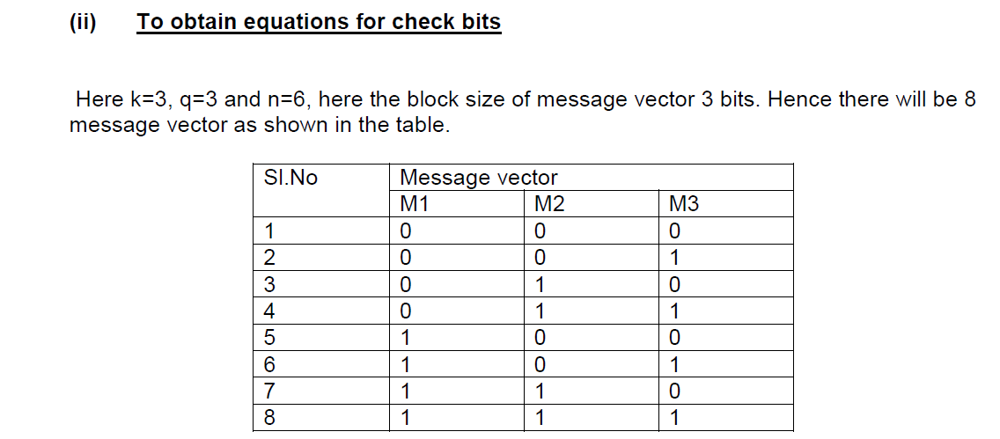 (ii) To obtain equations for check bits
Here k=3, q=3 and n=6, here the block size of message vector 3 bits. Hence there will be 8
message vector as shown in the table.
Sl.No Message vector
M1 M2 M3
1 0 0 0
2 0 0 1
3 0 1 0
4 0 1 1
5 1 0 0
6 1 0 1
7 1 1 0
8 1 1 1